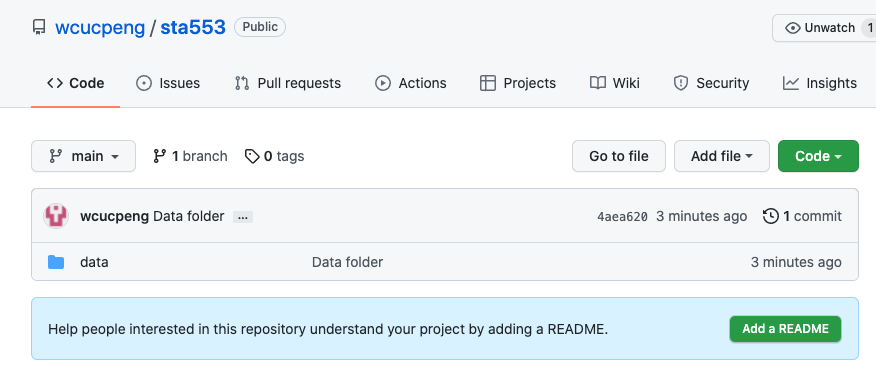 wcucpeng / sta553 Public Unwatch 1
Code Issues Pull requests Actions Projects Wiki Security Insights
main 1 branch 0 tags Go to file Add file Code
wcucpeng Data folder ... 4aea620 3 minutes ago 1 commit
data Data folder 3 minutes ago
Help people interested in this repository understand your project by adding a README. Add a README